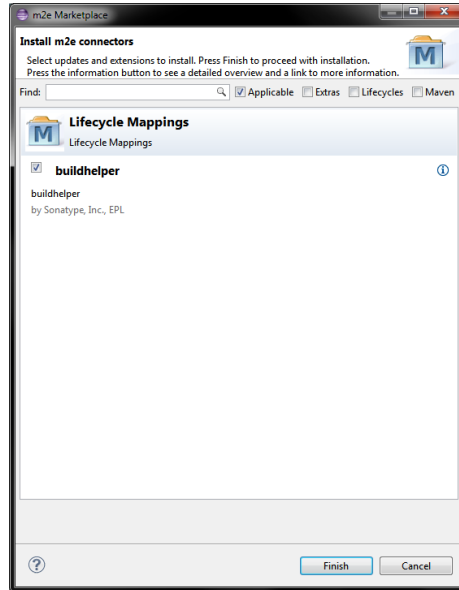 m2e Marketplace
Install m2e connectors
Select updates and extensions to install. Press Finish to proceed with installation.
Press the information button to see a detailed overview and a link to more information.
Find: Applicable Extras Lifecycles Maven
M
M
Lifecycle Mappings
Lifecycle Mappings
buildhelper
buildhelper
by Sonatype, Inc., EPL
? Finish Cancel